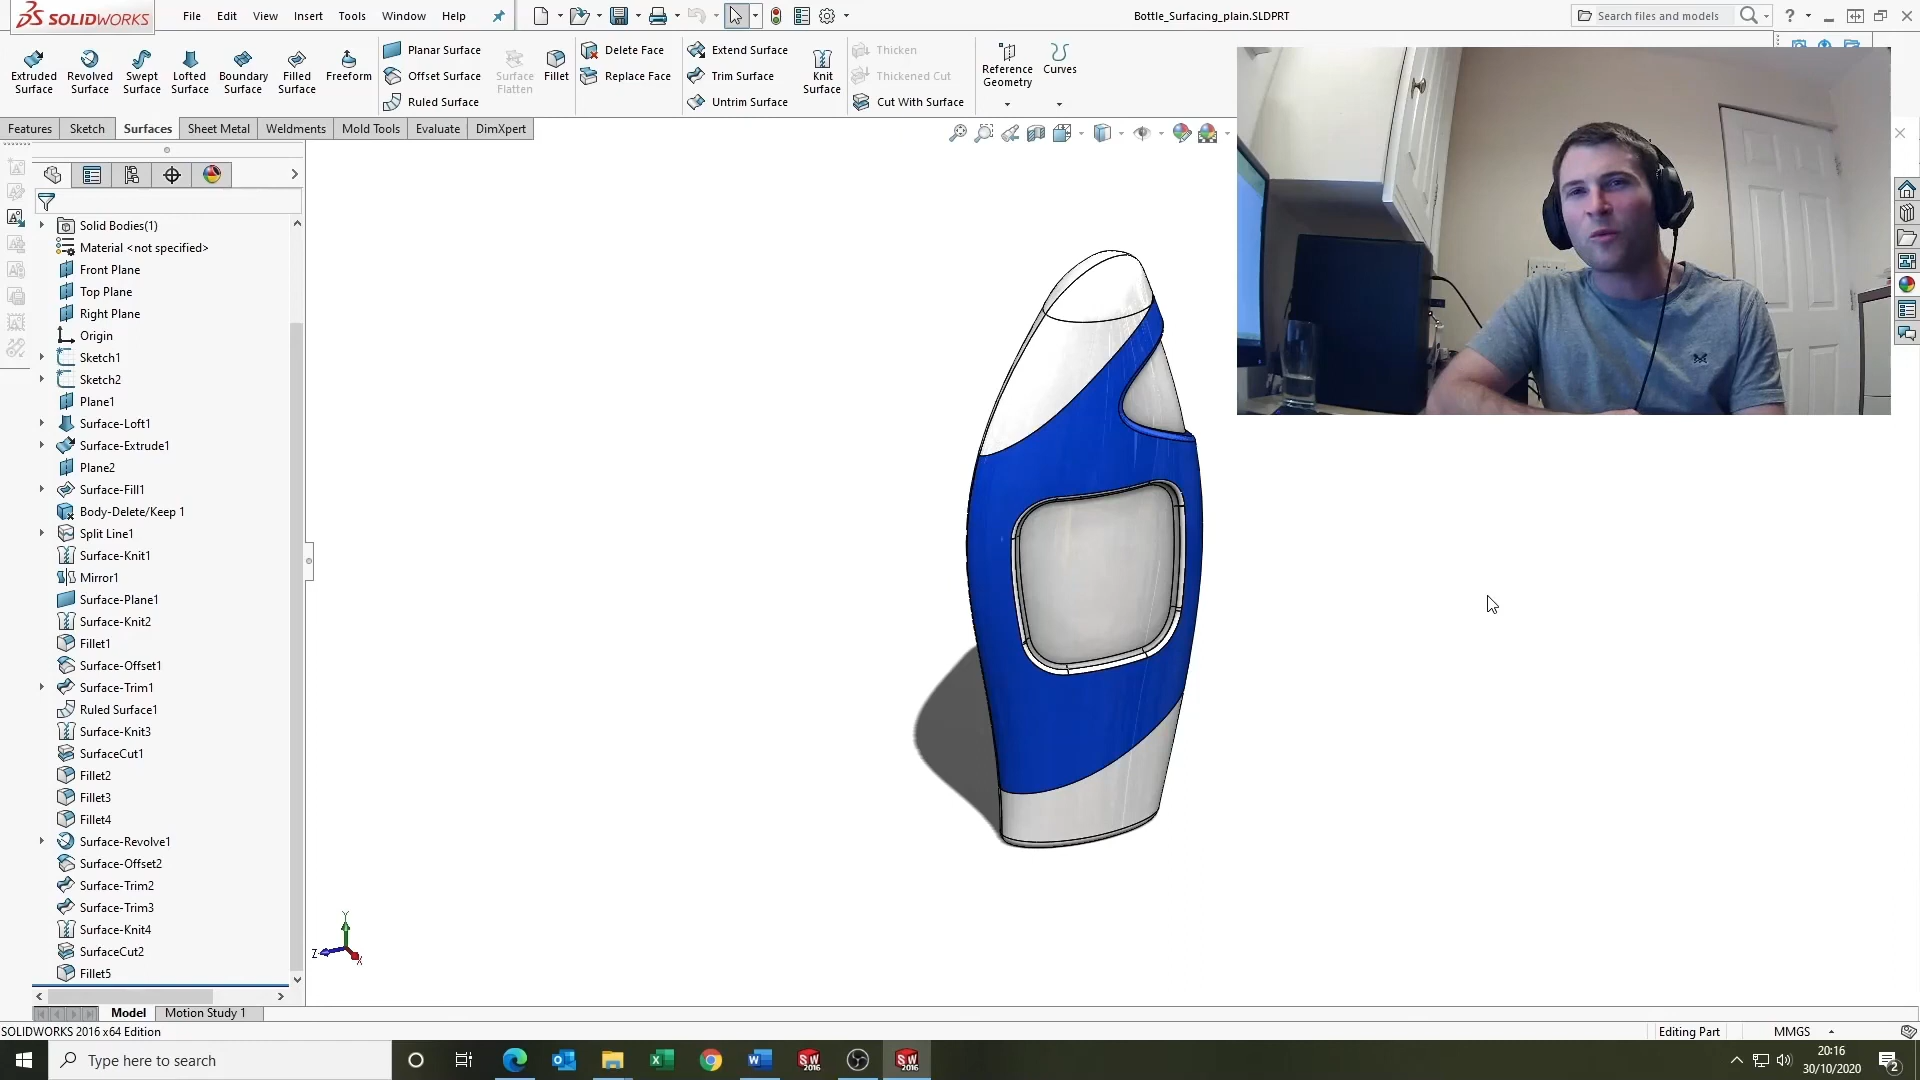 SOLIDWORKS
File Edit View Insert Tools Window Help
Bottle_Surfacing_plain.SLDPRT
Search files and models
?
Extruded Surface
Revolved Surface
Swept Surface
Lofted Surface
Boundary Surface
Filled Surface
Freeform
Planar Surface
Offset Surface
Ruled Surface
Surface Flatten
Fillet
Delete Face
Replace Face
Extend Surface
Trim Surface
Untrim Surface
Knit Surface
Thicken
Thickened Cut
Cut With Surface
Reference Geometry
Curves
Features Sketch Surfaces Sheet Metal Weldments Mold Tools Evaluate DimXpert
Solid Bodies(1)
Material <not specified>
Front Plane
Top Plane
Right Plane
Origin
Sketch1
Sketch2
Plane1
Surface-Loft1
Surface-Extrude1
Plane2
Surface-Fill1
Body-Delete/Keep 1
Split Line1
Surface-Knit1
Mirror1
Surface-Plane1
Surface-Knit2
Fillet1
Surface-Offset1
Surface-Trim1
Ruled Surface1
Surface-Knit3
SurfaceCut1
Fillet2
Fillet3
Fillet4
Surface-Revolve1
Surface-Offset2
Surface-Trim2
Surface-Trim3
Surface-Knit4
SurfaceCut2
Fillet5
Y
Z
X
Model Motion Study 1
SOLIDWORKS 2016 x64 Edition
Editing Part
MMGS
Type here to search
SW 2016
SW 2016
20:16
30/10/2020
2